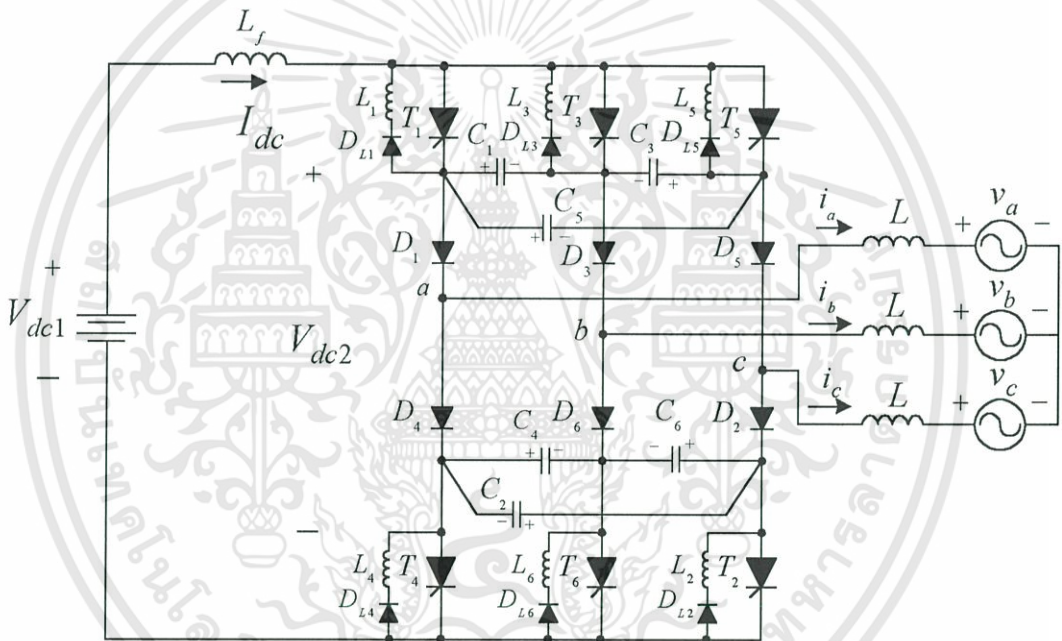 L_f
I_dc
L_1 T_1 L_3 T_3 L_5 T_5
D_L1 C_1 D_L3 C_3 D_L5
+ − − +
+
C_5
+ −
D_1 D_3 D_5
i_a L + v_a −
a
+
V_dc1
−
V_dc2
b
i_b L + v_b −
c
i_c L + v_c −
D_4 D_6 D_2
C_4 C_6
+ − − +
C_2
− +
−
L_4 T_4 L_6 T_6 L_2 T_2
D_L4 D_L6 D_L2